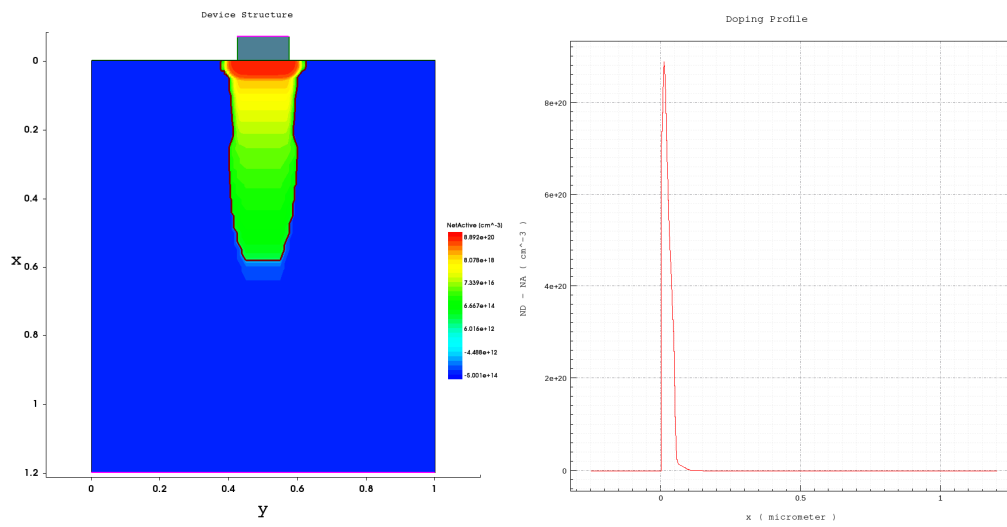 Device Structure
0
0.2
0.4
0.6
0.8
1
1.2
x
0 0.2 0.4 0.6 0.8 1
y
NetActive (cm^-3)
8.892e+20
8.078e+18
7.339e+16
6.667e+14
6.016e+12
-4.488e+12
-5.001e+14
Doping Profile
8e+20
6e+20
4e+20
2e+20
0
ND - NA ( cm^-3 )
0 0.5 1
x ( micrometer )